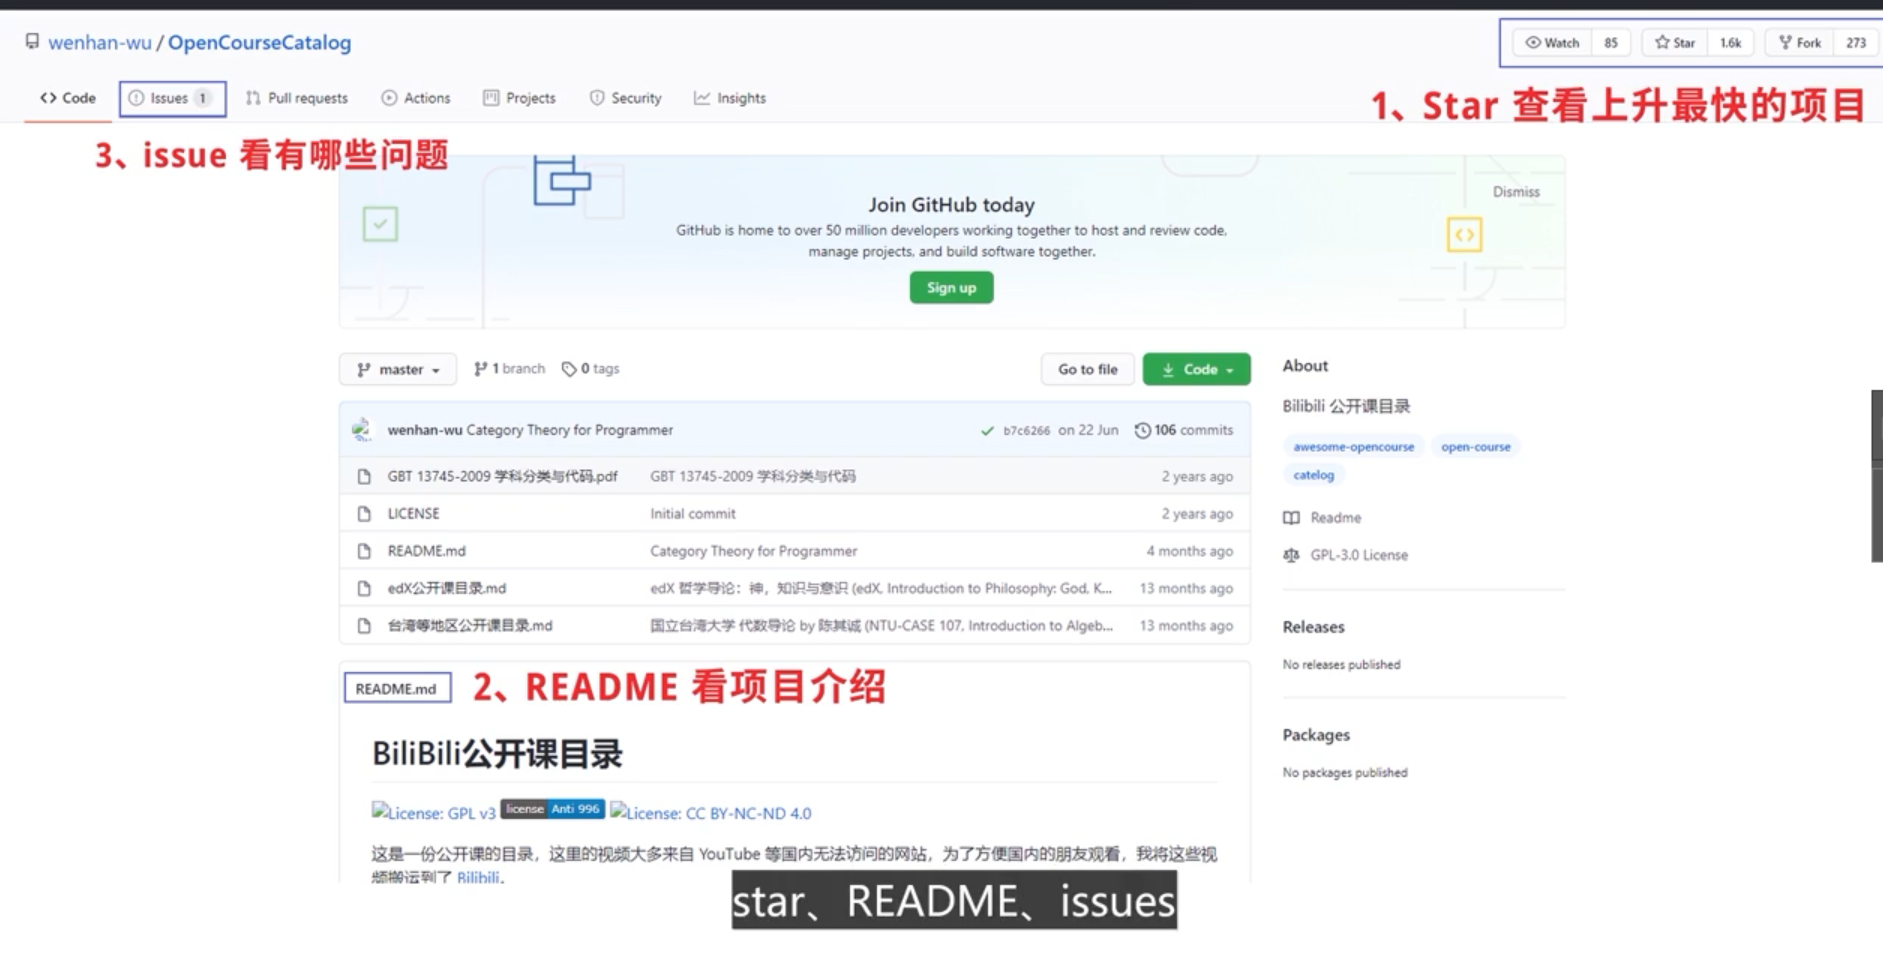 wenhan-wu / OpenCourseCatalog
Watch 85 Star 1.6k Fork 273
Code Issues 1 Pull requests Actions Projects Security Insights
1、Star 查看上升最快的项目
3、issue 看有哪些问题
Dismiss
Join GitHub today
GitHub is home to over 50 million developers working together to host and review code,
manage projects, and build software together.
Sign up
master 1 branch 0 tags Go to file Code
wenhan-wu Category Theory for Programmer b7c6266 on 22 Jun 106 commits
GBT 13745-2009 学科分类与代码.pdf GBT 13745-2009 学科分类与代码 2 years ago
LICENSE Initial commit 2 years ago
README.md Category Theory for Programmer 4 months ago
edX公开课目录.md edX 哲学导论：神，知识与意识 (edX, Introduction to Philosophy: God, K... 13 months ago
台湾等地区公开课目录.md 国立台湾大学 代数导论 by 陈其诚 (NTU-CASE 107, Introduction to Algeb... 13 months ago
About
Bilibili 公开课目录
awesome-opencourse open-course
catelog
Readme
GPL-3.0 License
Releases
No releases published
Packages
No packages published
README.md 2、README 看项目介绍
BiliBili公开课目录
License: GPL v3 license Anti 996 License: CC BY-NC-ND 4.0
这是一份公开课的目录，这里的视频大多来自 YouTube 等国内无法访问的网站，为了方便国内的朋友观看，我将这些视
频搬运到了 Bilibili。
star、README、issues